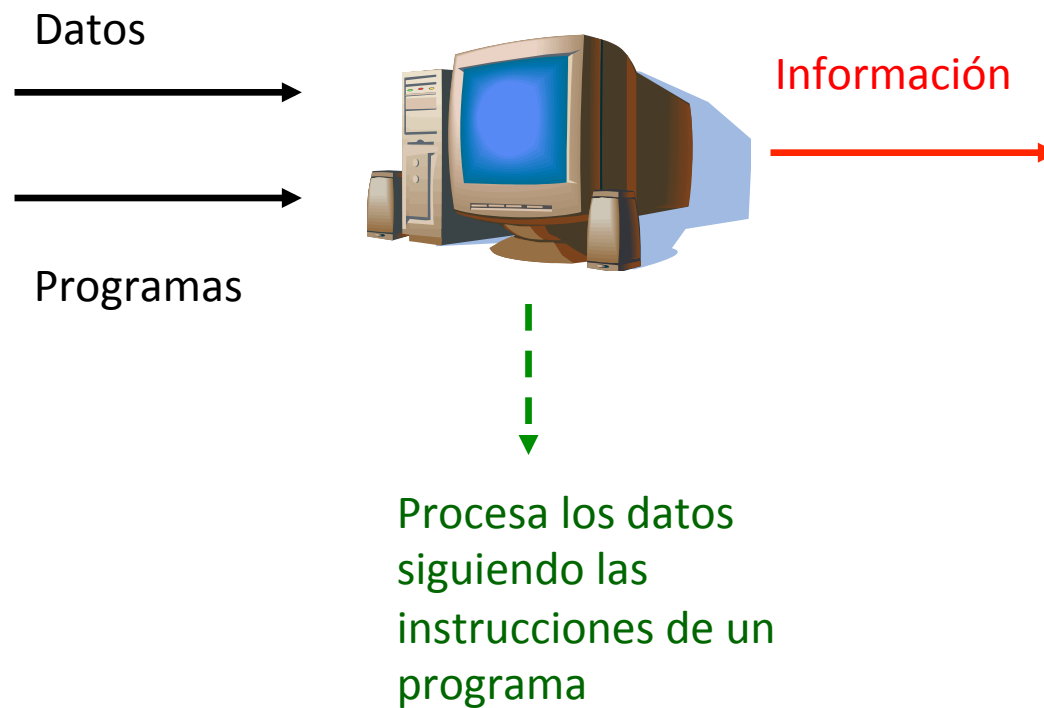 Datos
Información
Programas
Procesa los datos
siguiendo las
instrucciones de un
programa